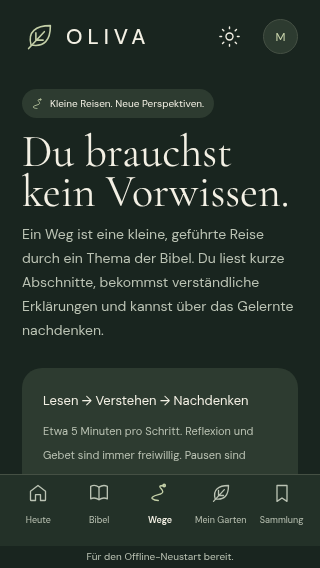 OLIVA
M
Kleine Reisen. Neue Perspektiven.
Du brauchst
kein Vorwissen.
Ein Weg ist eine kleine, geführte Reise
durch ein Thema der Bibel. Du liest kurze
Abschnitte, bekommst verständliche
Erklärungen und kannst über das Gelernte
nachdenken.
Lesen → Verstehen → Nachdenken
Etwa 5 Minuten pro Schritt. Reflexion und
Gebet sind immer freiwillig. Pausen sind
Heute
Bibel
Wege
Mein Garten
Sammlung
Für den Offline-Neustart bereit.